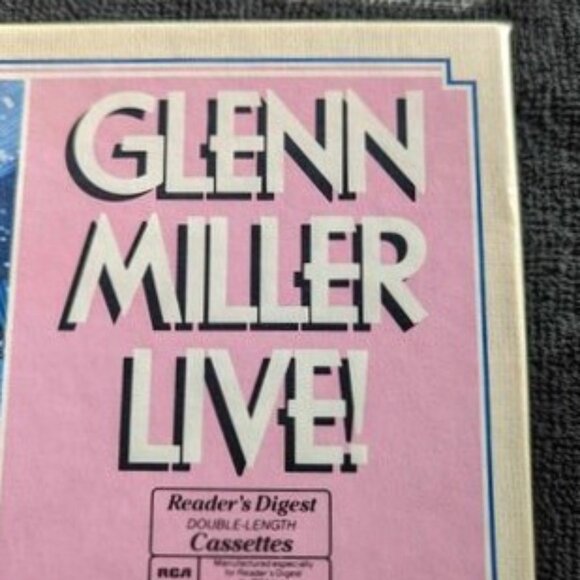 GLENN
MILLER
LIVE!
Reader's Digest
DOUBLE-LENGTH
Cassettes
RCA
Manufactured especially
for Reader's Digest